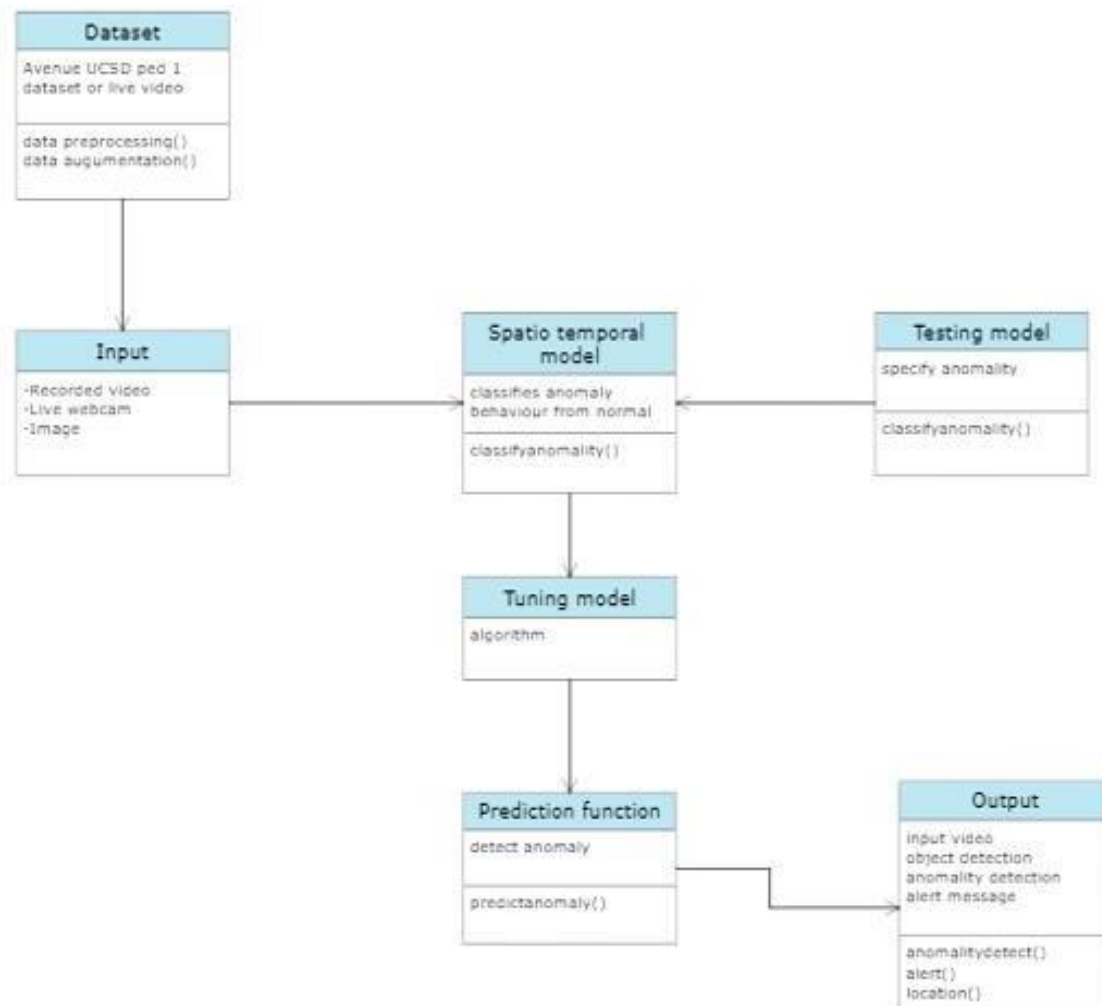 Dataset
Avenue UCSD ped 1
dataset or live video
data preprocessing()
data augumentation()
Input
-Recorded video
-Live webcam
-Image
Spatio temporal
model
classifies anomaly
behaviour from normal
classifyanomality()
Testing model
specify anomality
classifyanomality()
Tuning model
algorithm
Prediction function
detect anomaly
predictanomaly()
Output
input video
object detection
anomality detection
alert message
anomalitydetect()
alert()
location()